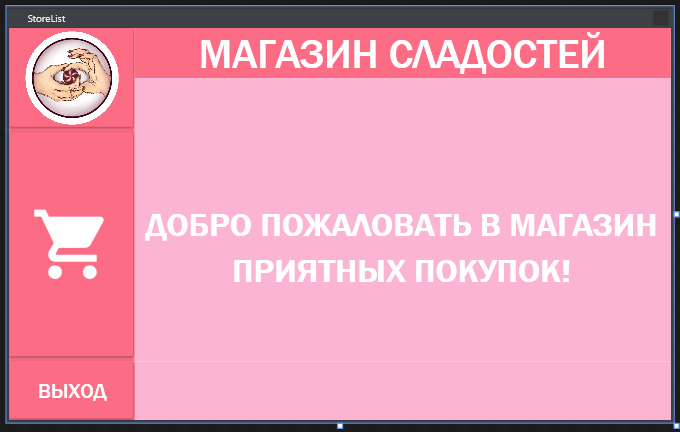 StoreList
МАГАЗИН СЛАДОСТЕЙ
ДОБРО ПОЖАЛОВАТЬ В МАГАЗИН
ПРИЯТНЫХ ПОКУПОК!
ВЫХОД